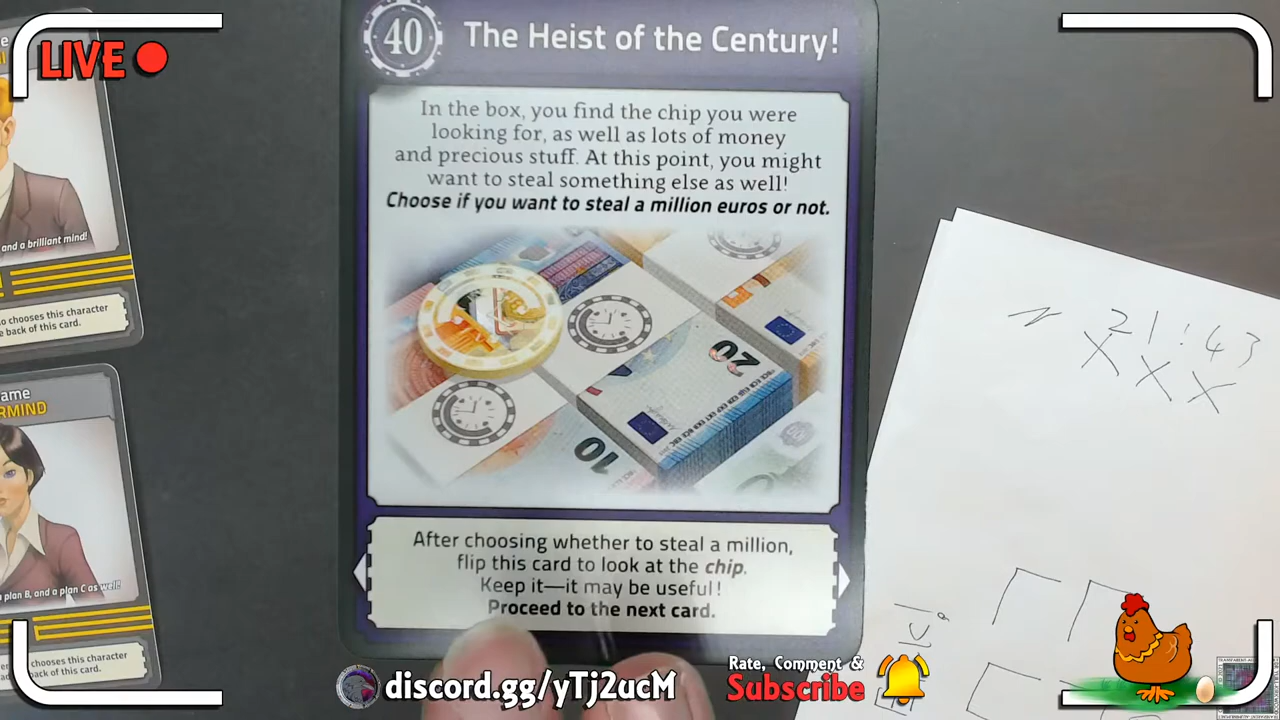 LIVE
40
The Heist of the Century!
In the box, you find the chip you were
looking for, as well as lots of money
and precious stuff. At this point, you might
want to steal something else as well!
Choose if you want to steal a million euros or not.
20
10
After choosing whether to steal a million,
flip this card to look at the chip.
Keep it—it may be useful!
Proceed to the next card.
and a brilliant mind!
o chooses this character
e back of this card.
ame
RMIND
a plan B, and a plan C as well!
chooses this character
ck of this card.
21:43
X X X
discord.gg/yTj2ucM
Rate, Comment &
Subscribe